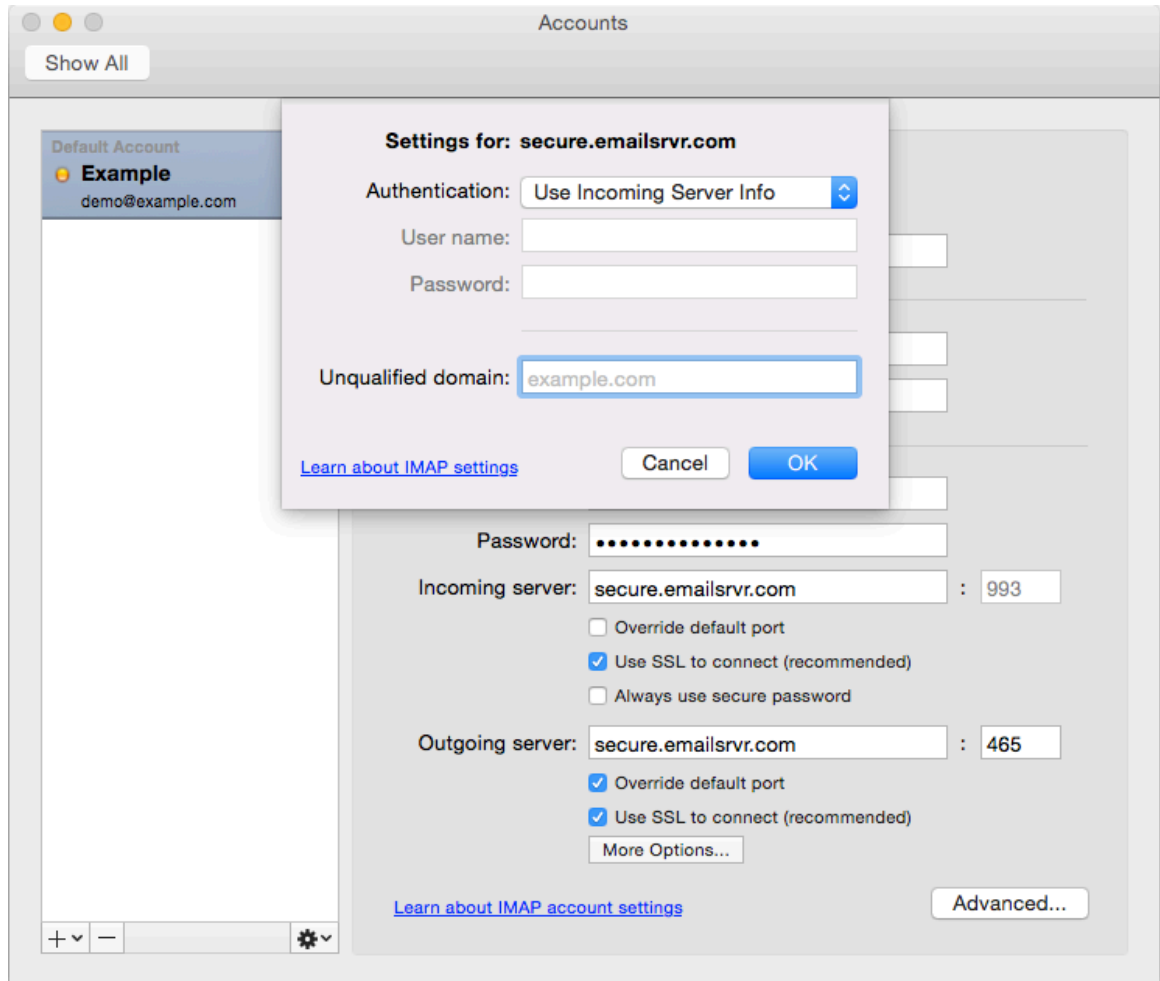 Accounts
Show All
Default Account
Example
demo@example.com
Settings for: secure.emailsrvr.com
Authentication: Use Incoming Server Info
User name:
Password:
Unqualified domain: example.com
Learn about IMAP settings Cancel OK
Password: ••••••••••••••
Incoming server: secure.emailsrvr.com : 993
Override default port
Use SSL to connect (recommended)
Always use secure password
Outgoing server: secure.emailsrvr.com : 465
Override default port
Use SSL to connect (recommended)
More Options...
Learn about IMAP account settings Advanced...